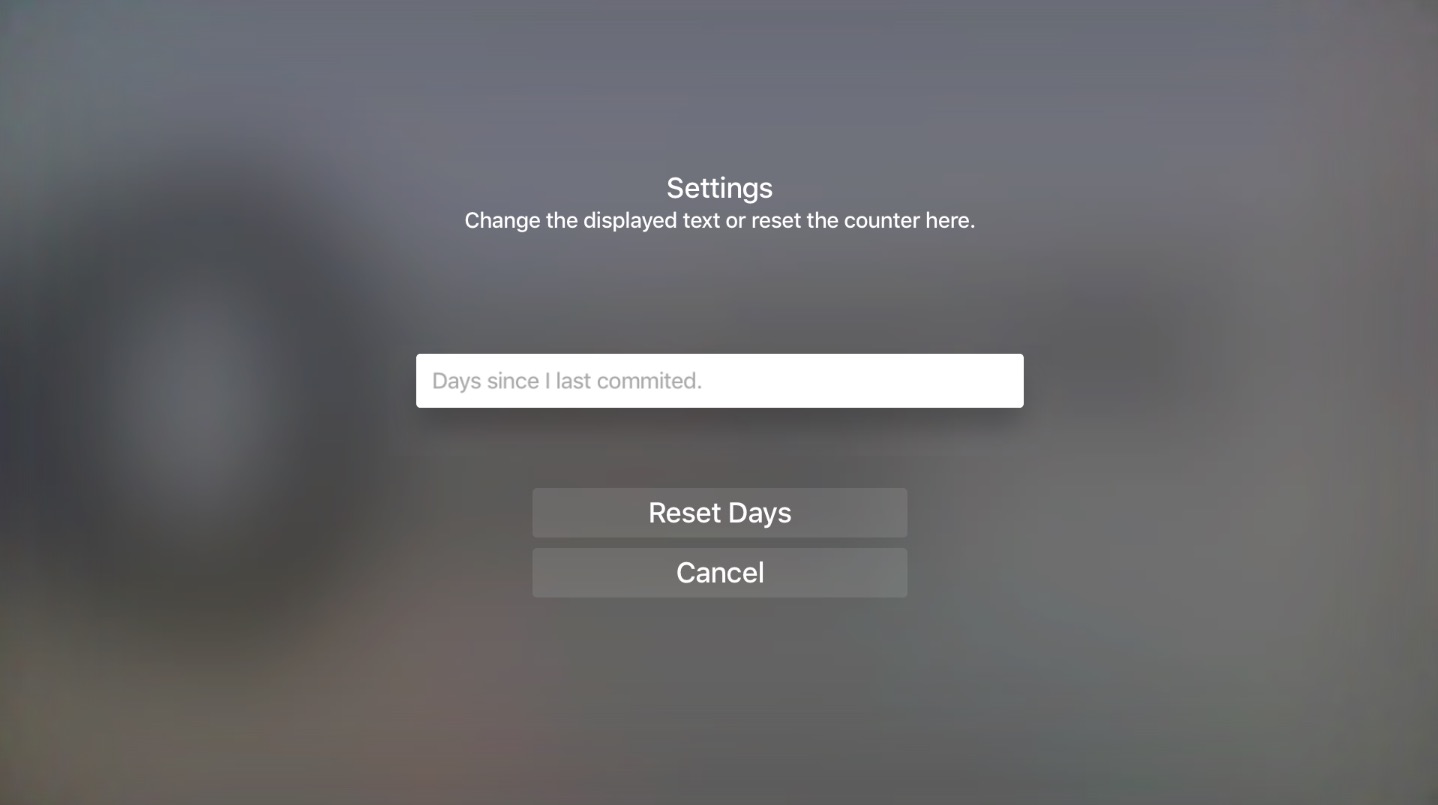 Settings
Change the displayed text or reset the counter here.
Days since I last commited.
Reset Days
Cancel